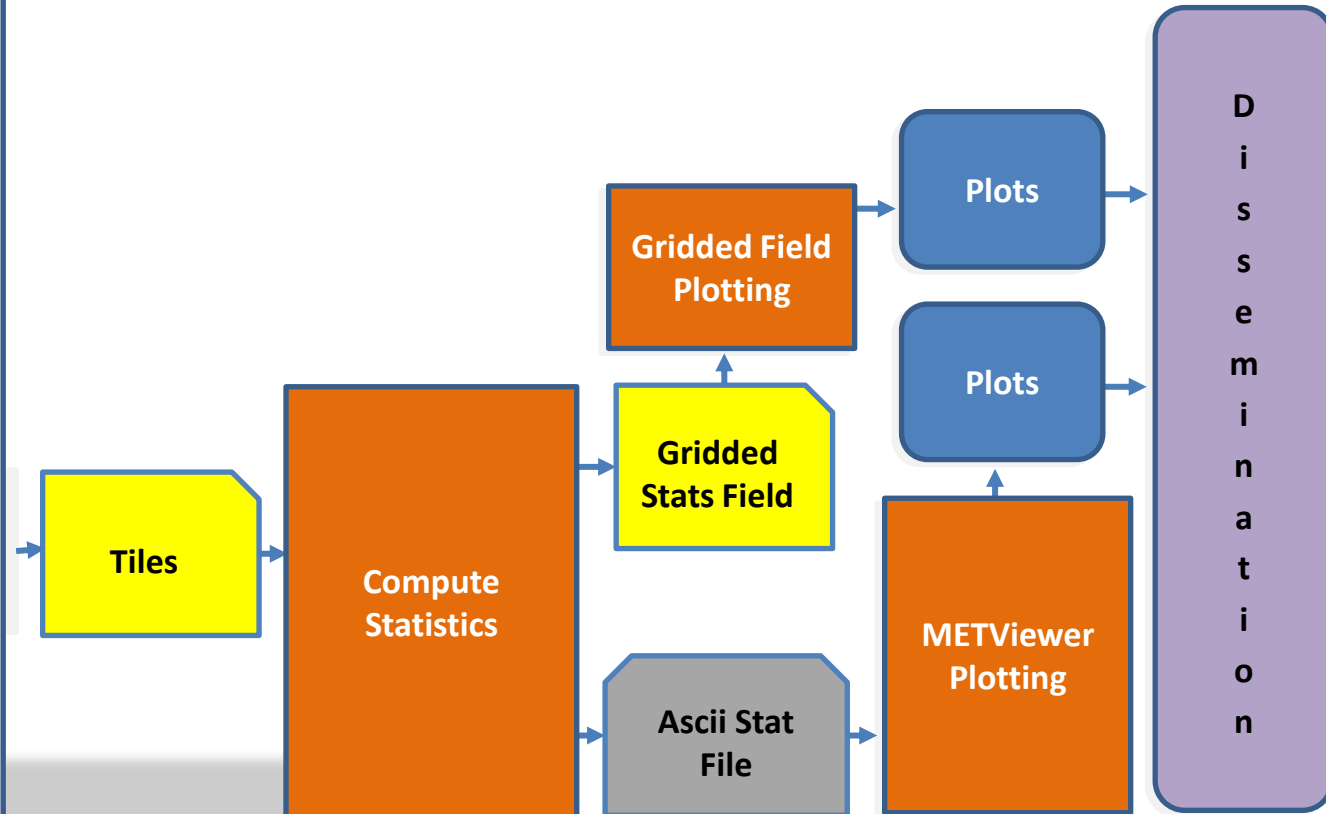 Tiles
Compute
Statistics
Gridded Field
Plotting
Gridded
Stats Field
Ascii Stat
File
Plots
Plots
METViewer
Plotting
D
i
s
s
e
m
i
n
a
t
i
o
n